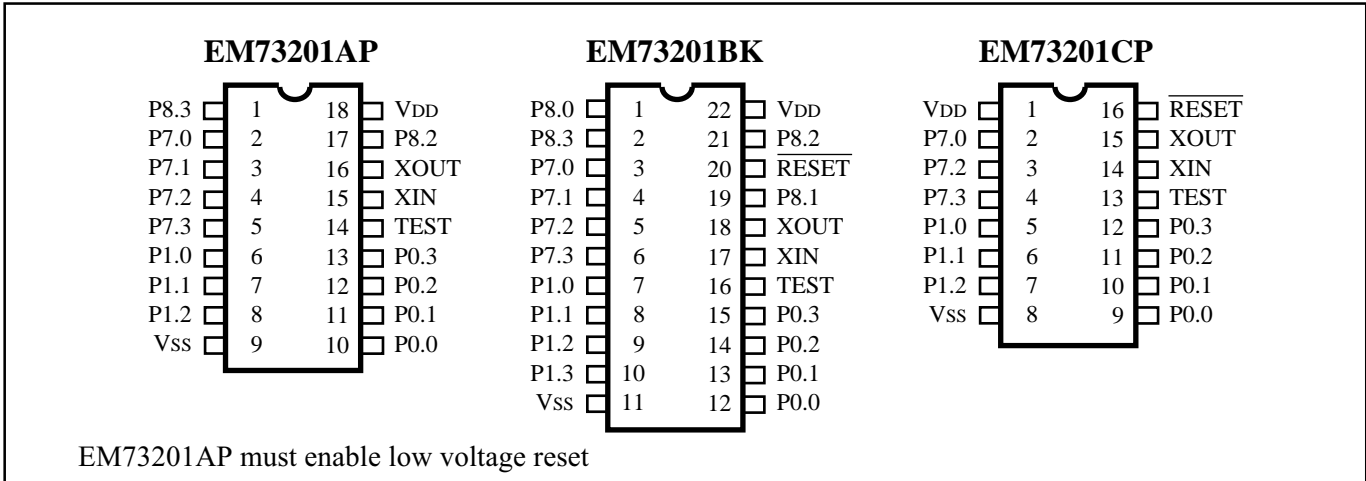 EM73201AP EM73201BK EM73201CP
P8.3 1 18 VDD
P7.0 2 17 P8.2
P7.1 3 16 XOUT
P7.2 4 15 XIN
P7.3 5 14 TEST
P1.0 6 13 P0.3
P1.1 7 12 P0.2
P1.2 8 11 P0.1
VSS 9 10 P0.0
P8.0 1 22 VDD
P8.3 2 21 P8.2
P7.0 3 20 RESET
P7.1 4 19 P8.1
P7.2 5 18 XOUT
P7.3 6 17 XIN
P1.0 7 16 TEST
P1.1 8 15 P0.3
P1.2 9 14 P0.2
P1.3 10 13 P0.1
VSS 11 12 P0.0
VDD 1 16 RESET
P7.0 2 15 XOUT
P7.2 3 14 XIN
P7.3 4 13 TEST
P1.0 5 12 P0.3
P1.1 6 11 P0.2
P1.2 7 10 P0.1
VSS 8 9 P0.0
EM73201AP must enable low voltage reset